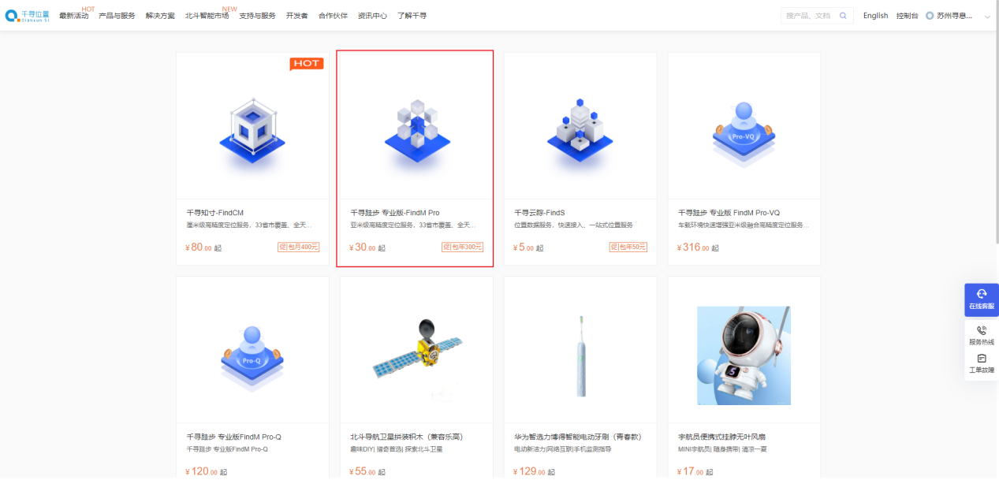 千寻位置
Qianxun SI
最新活动
HOT
产品与服务
解决方案
北斗智能市场
NEW
支持与服务
开发者
合作伙伴
资讯中心
了解千寻
搜产品、文档
English
控制台
苏州寻息...
HOT
千寻知寸-FindCM
厘米级高精度定位服务，33省市覆盖、全天...
¥80.00 起
促|包月400元
千寻跬步 专业版-FindM Pro
亚米级高精度定位服务，33省市覆盖、全天...
¥30.00 起
促|包年300元
千寻云踪-FindS
位置数据服务，快速接入、一站式位置服务
¥5.00 起
促|包年50元
Pro-VQ
千寻跬步 专业版 FindM Pro-VQ
车载环境快速增强亚米级融合高精度定位服务...
¥316.00 起
Pro-Q
千寻跬步 专业版FindM Pro-Q
千寻跬步 专业版FindM Pro-Q
¥120.00 起
北斗导航卫星拼装积木（兼容乐高）
趣味DIY| 猎奇首选| 探索北斗卫星
¥55.00 起
华为智选力博得智能电动牙刷（青春款）
电动新洁力|网络互联|手机监测指导
¥129.00 起
5
宇航员便携式挂脖无叶风扇
MINI宇航员| 随身携带| 清凉一夏
¥17.00 起
在线客服
服务热线
工单故障